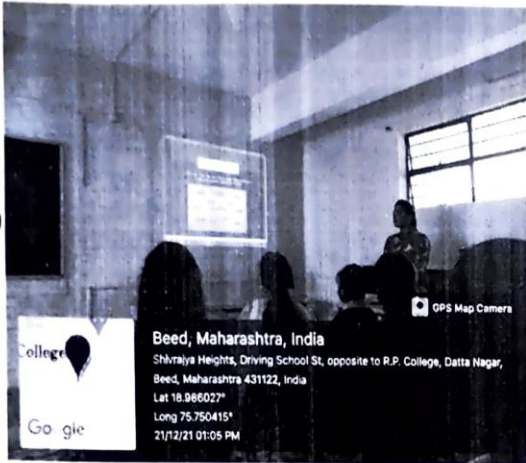 GPS Map Camera
College
Google
Beed, Maharashtra, India
Shivrajya Heights, Driving School St, opposite to R.P. College, Datta Nagar,
Beed, Maharashtra 431122, India
Lat 18.986027°
Long 75.750415°
21/12/21 01:05 PM